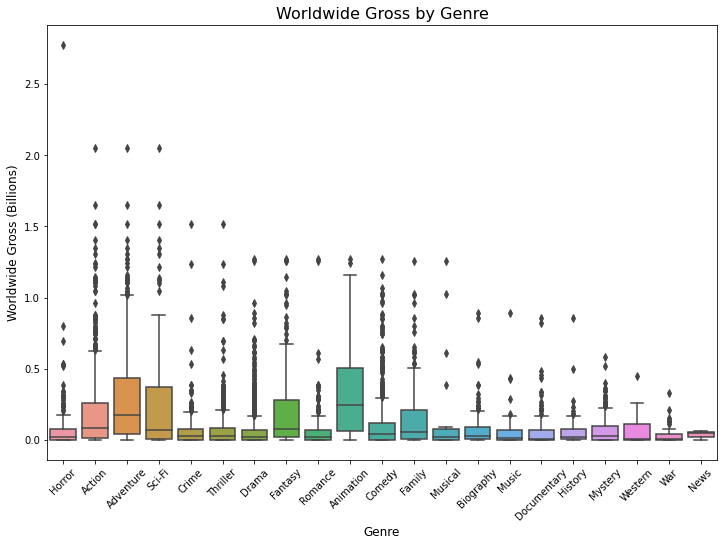 Worldwide Gross by Genre
Worldwide Gross (Billions)
2.5
2.0
1.5
1.0
0.5
0.0
Horror
Action
Adventure
Sci-Fi
Crime
Thriller
Drama
Fantasy
Romance
Animation
Comedy
Family
Musical
Biography
Music
Documentary
History
Mystery
Western
War
News
Genre